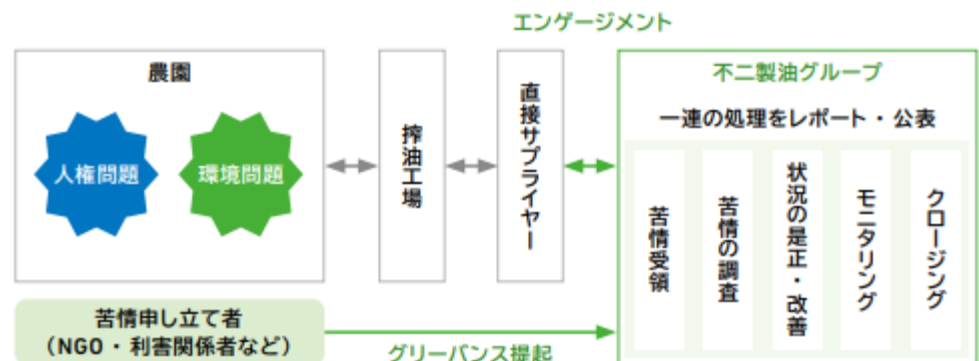 エンゲージメント
農園
人権問題
環境問題
搾油工場
直接サプライヤー
不二製油グループ
一連の処理をレポート・公表
苦情受領
苦情の調査
状況の是正・改善
モニタリング
クロージング
苦情申し立て者
（NGO・利害関係者など）
グリーバンス提起